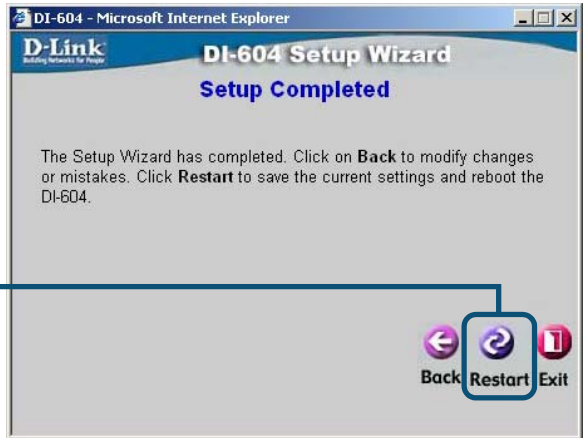 DI-604 - Microsoft Internet Explorer
D-Link
Building Networks for People
DI-604 Setup Wizard
Setup Completed
The Setup Wizard has completed. Click on Back to modify changes
or mistakes. Click Restart to save the current settings and reboot the
DI-604.
Back Restart Exit